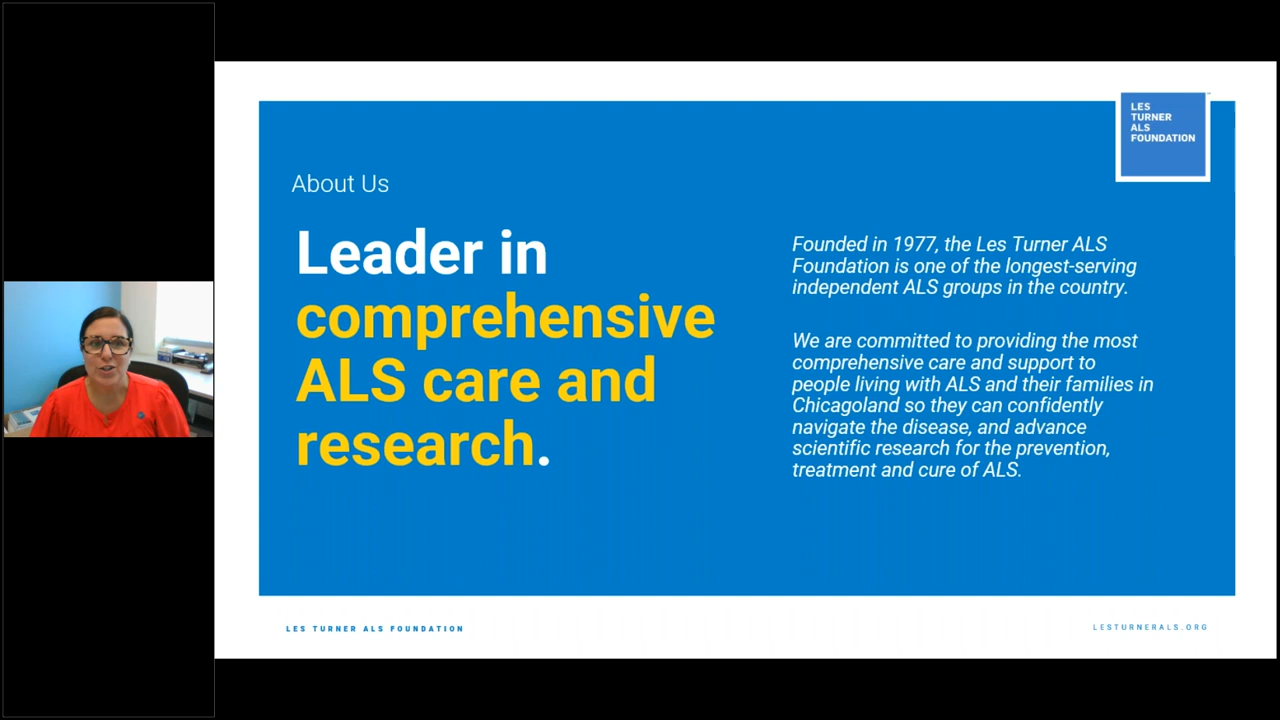 LES
TURNER
ALS
FOUNDATION
About Us
Leader in
comprehensive
ALS care and
research.
Founded in 1977, the Les Turner ALS
Foundation is one of the longest-serving
independent ALS groups in the country.
We are committed to providing the most
comprehensive care and support to
people living with ALS and their families in
Chicagoland so they can confidently
navigate the disease, and advance
scientific research for the prevention,
treatment and cure of ALS.
LES TURNER ALS FOUNDATION
LESTURNERALS.ORG